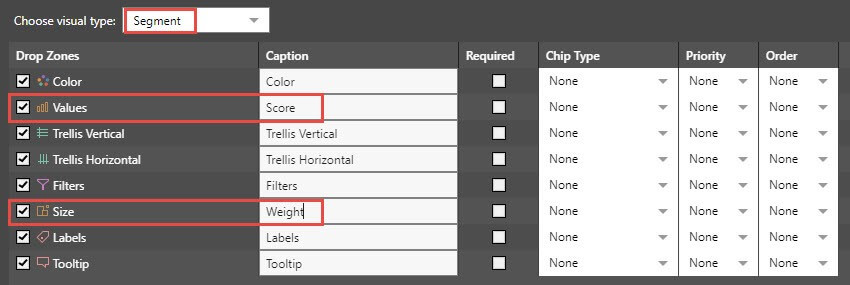 Choose visual type: Segment
Drop Zones Caption Required Chip Type Priority Order
Color Color None None None
Values Score None None None
Trellis Vertical Trellis Vertical None None None
Trellis Horizontal Trellis Horizontal None None None
Filters Filters None None None
Size Weight None None None
Labels Labels None None None
Tooltip Tooltip None None None